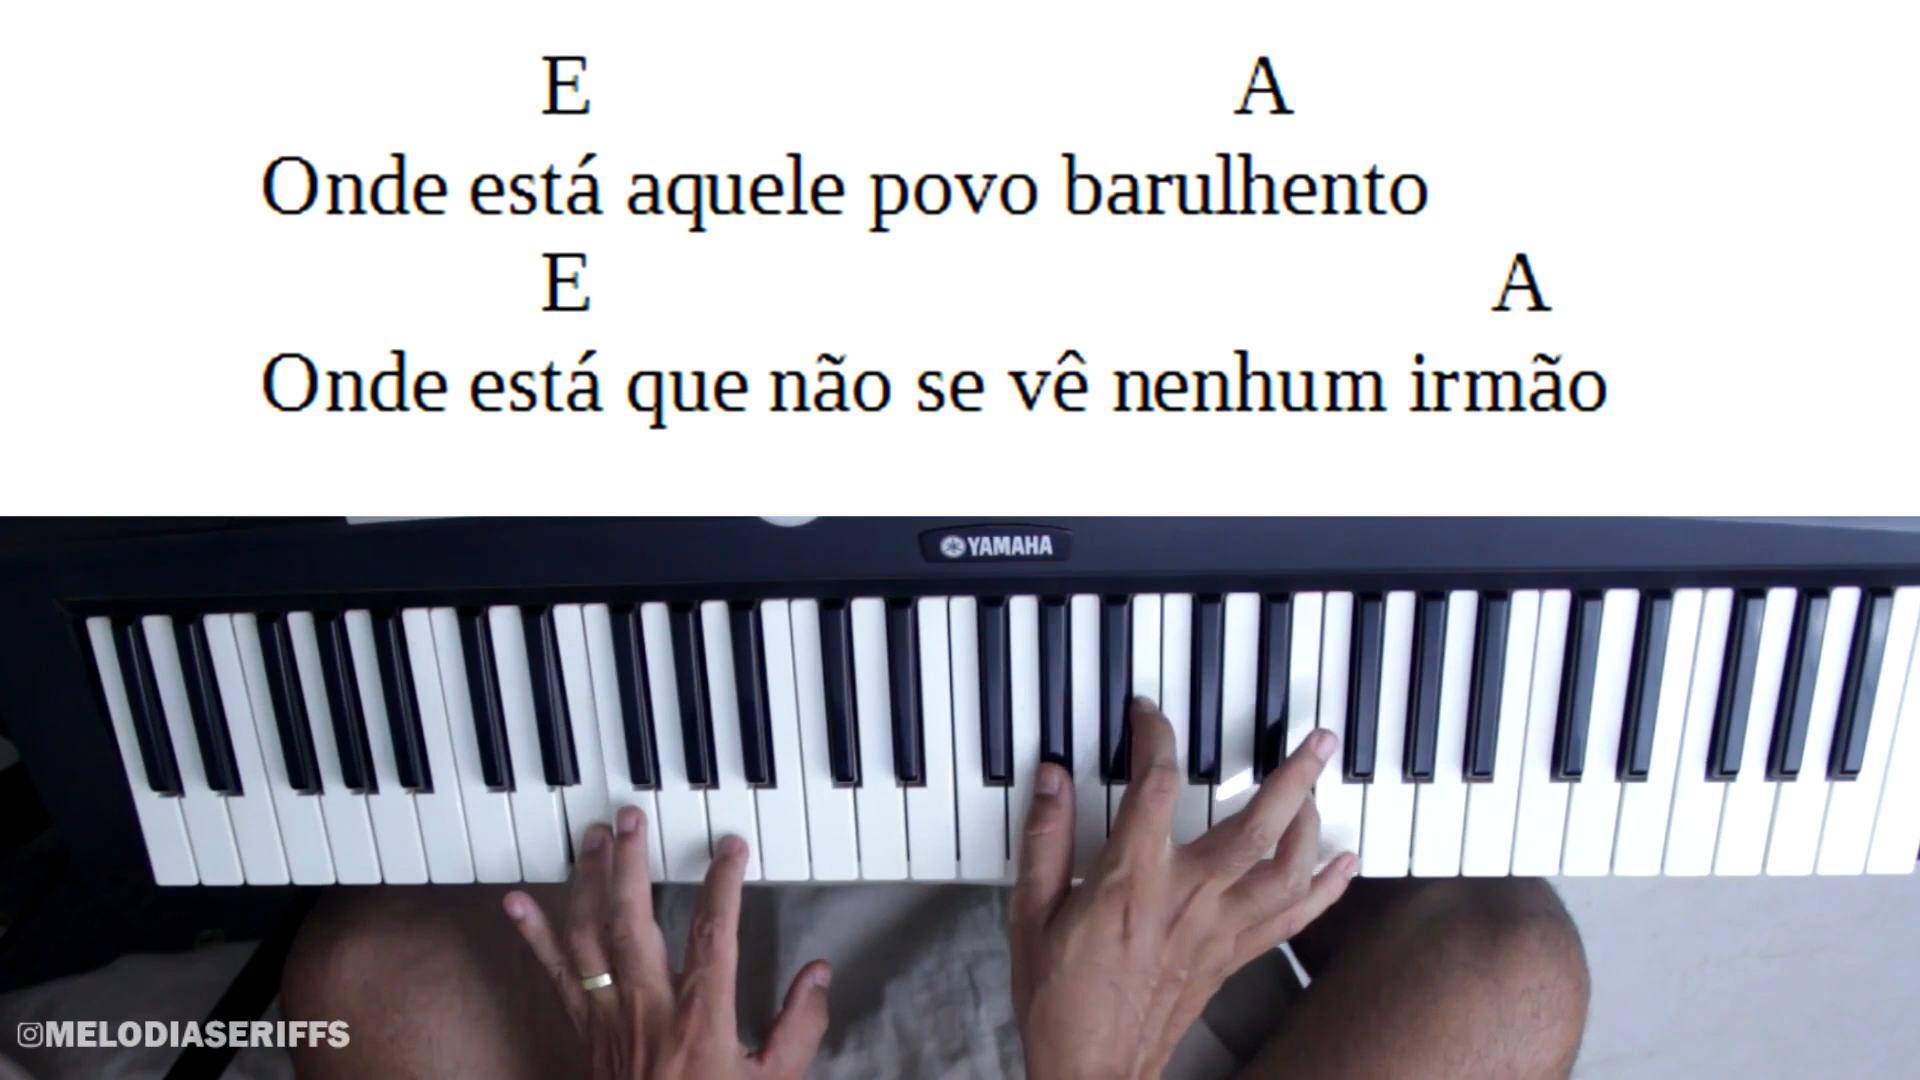 E A
Onde está aquele povo barulhento
E A
Onde está que não se vê nenhum irmão
YAMAHA
MELODIASERIFFS